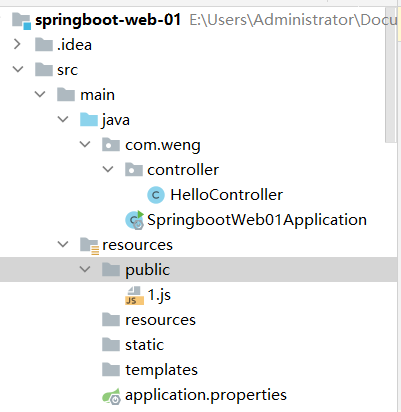 springboot-web-01 E:\Users\Administrator\Docu
.idea
src
main
java
com.weng
controller
HelloController
SpringbootWeb01Application
resources
public
1.js
resources
static
templates
application.properties